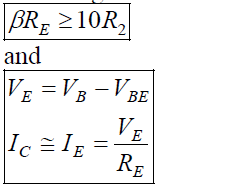 βR_E ≥ 10R_2
and
V_E = V_B − V_BE
I_C ≅ I_E = V_E / R_E